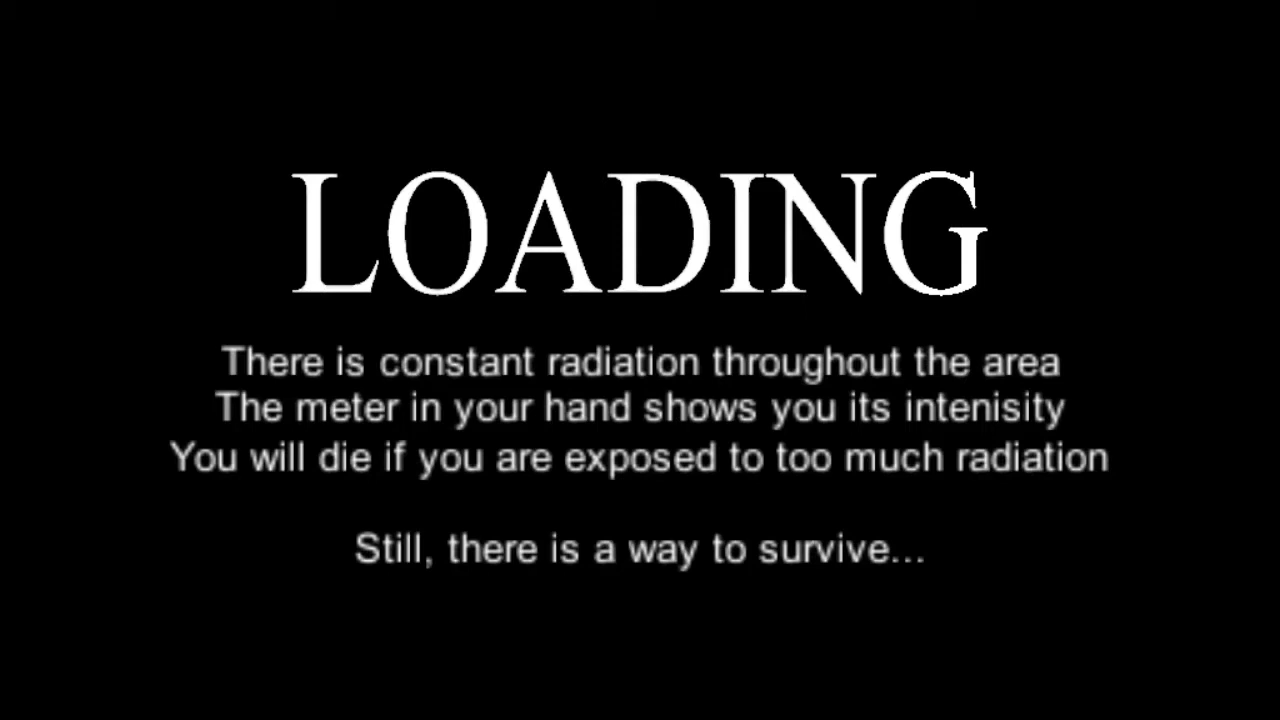 LOADING
There is constant radiation throughout the area
The meter in your hand shows you its intenisity
You will die if you are exposed to too much radiation
Still, there is a way to survive...